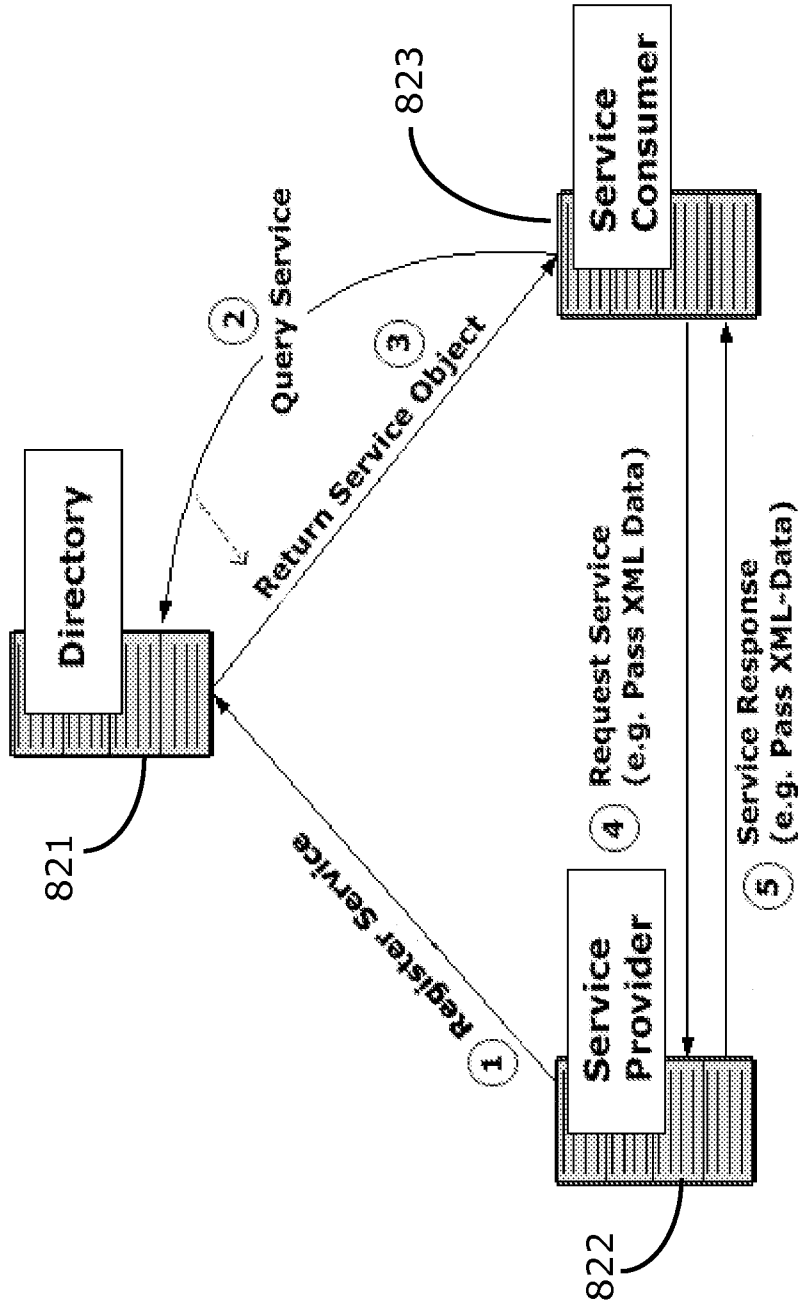 821
Directory
2
Query Service
823
1 Register Service
3
Return Service Object
822
Service
Provider
4 Request Service
(e.g. Pass XML Data)
Service
Consumer
5 Service Response
(e.g. Pass XML-Data)